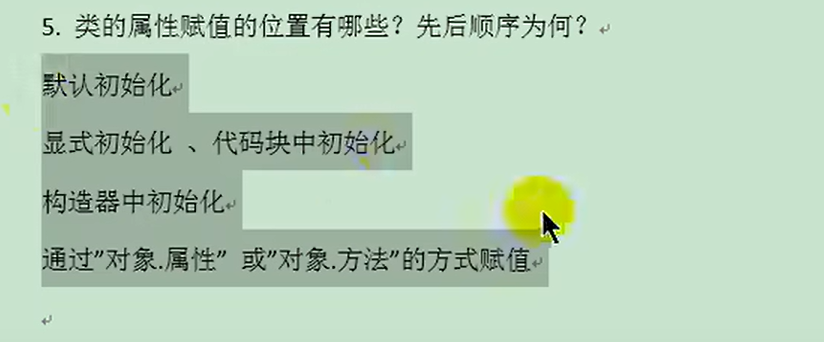 5. 类的属性赋值的位置有哪些？先后顺序为何？
默认初始化
显式初始化 、代码块中初始化
构造器中初始化
通过”对象.属性” 或”对象.方法”的方式赋值